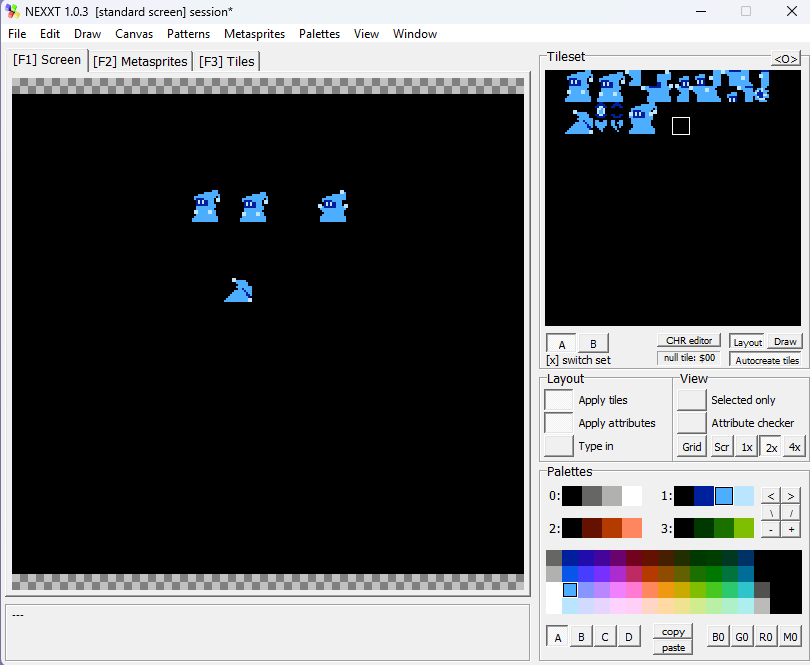 NEXXT 1.0.3 [standard screen] session*
File Edit Draw Canvas Patterns Metasprites Palettes View Window
[F1] Screen [F2] Metasprites [F3] Tiles
Tileset <O>
A B CHR editor Layout Draw
[x] switch set null tile: $00 Autocreate tiles
Layout View
Apply tiles Selected only
Apply attributes Attribute checker
Type in Grid Scr 1x 2x 4x
Palettes
0: 1: < >
\ /
2: 3: - +
A B C D copy B0 G0 R0 M0
paste
---